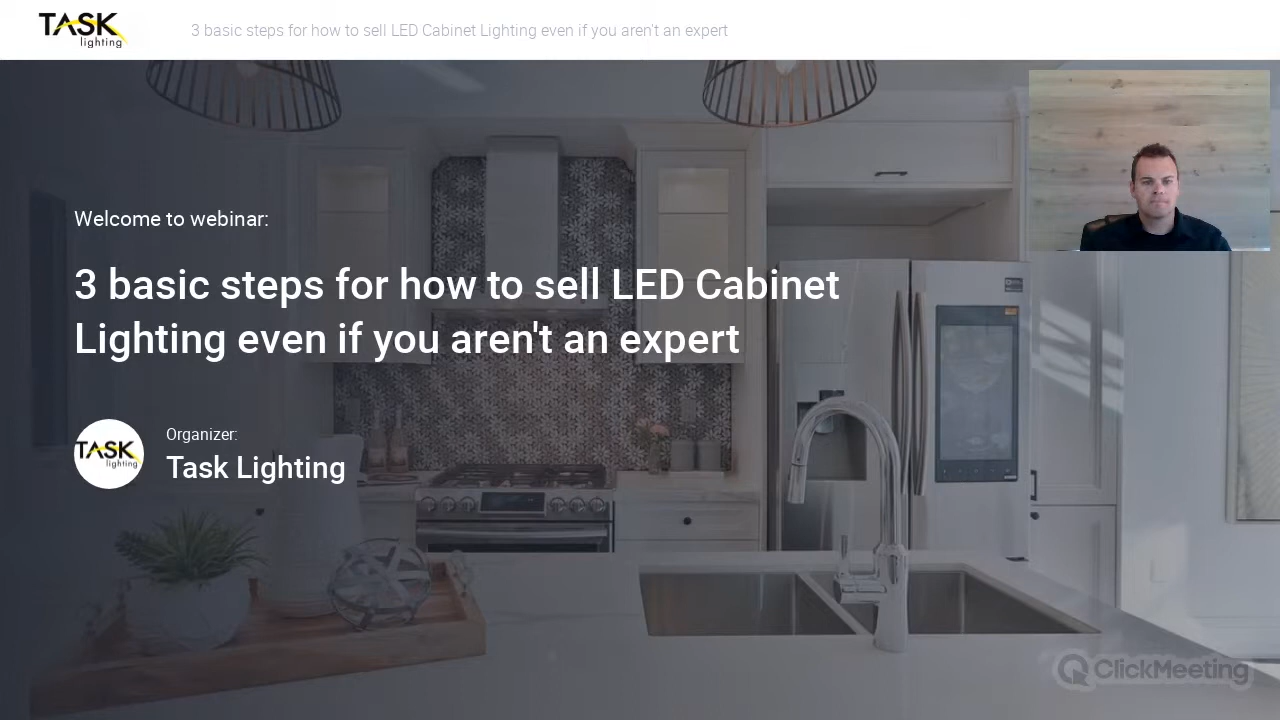 TASK
lighting
3 basic steps for how to sell LED Cabinet Lighting even if you aren't an expert
Welcome to webinar:
3 basic steps for how to sell LED Cabinet
Lighting even if you aren't an expert
TASK
lighting
Organizer:
Task Lighting
ClickMeeting